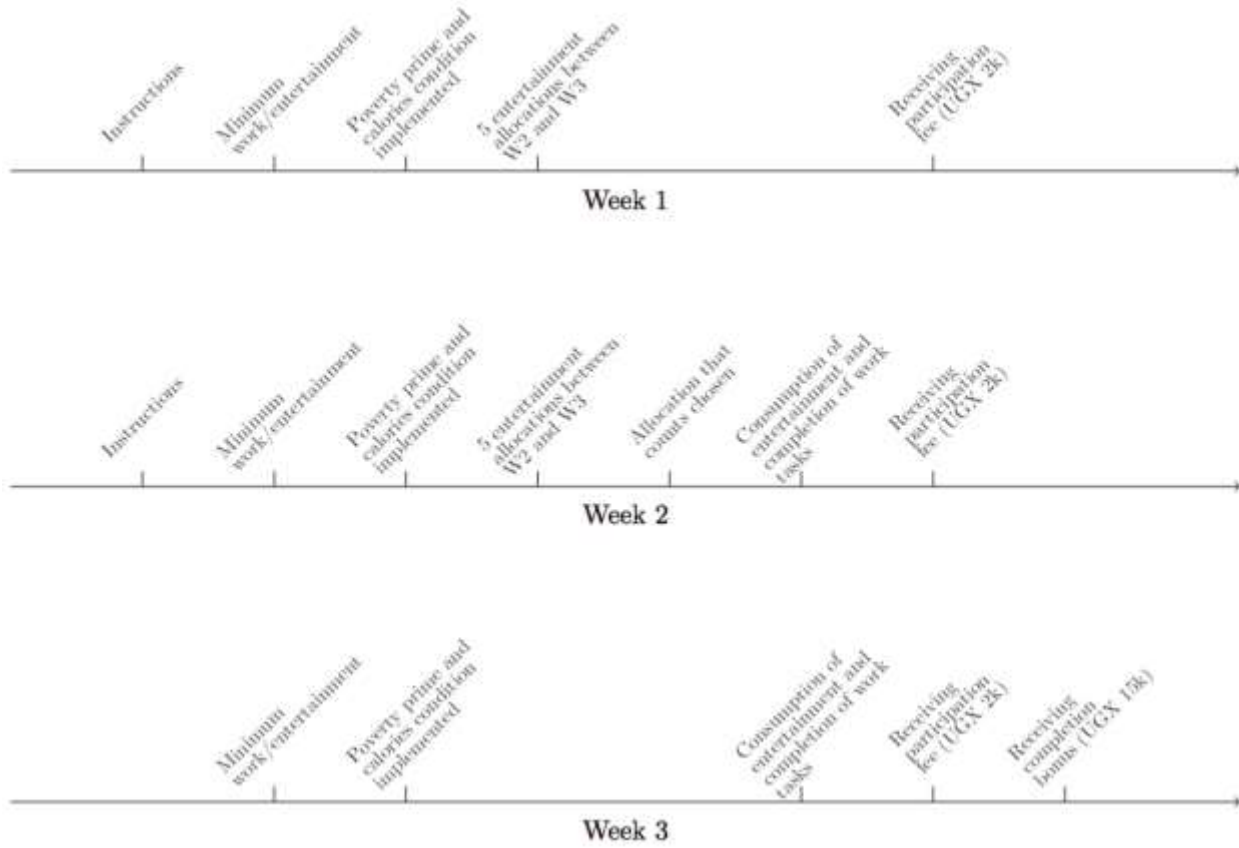 Instructions
Minimum
work/entertainment
Poverty prime and
calories condition
implemented
5 entertainment
allocations between
W2 and W3
Receiving
participation
fee (UGX 2k)
Week 1
Instructions
Minimum
work/entertainment
Poverty prime and
calories condition
implemented
5 entertainment
allocations between
W2 and W3
Allocation that
counts chosen
Consumption of
entertainment and
completion of work
tasks
Receiving
participation
fee (UGX 2k)
Week 2
Minimum
work/entertainment
Poverty prime and
calories condition
implemented
Consumption of
entertainment and
completion of work
tasks
Receiving
participation
fee (UGX 2k)
Receiving
completion
bonus (UGX 15k)
Week 3